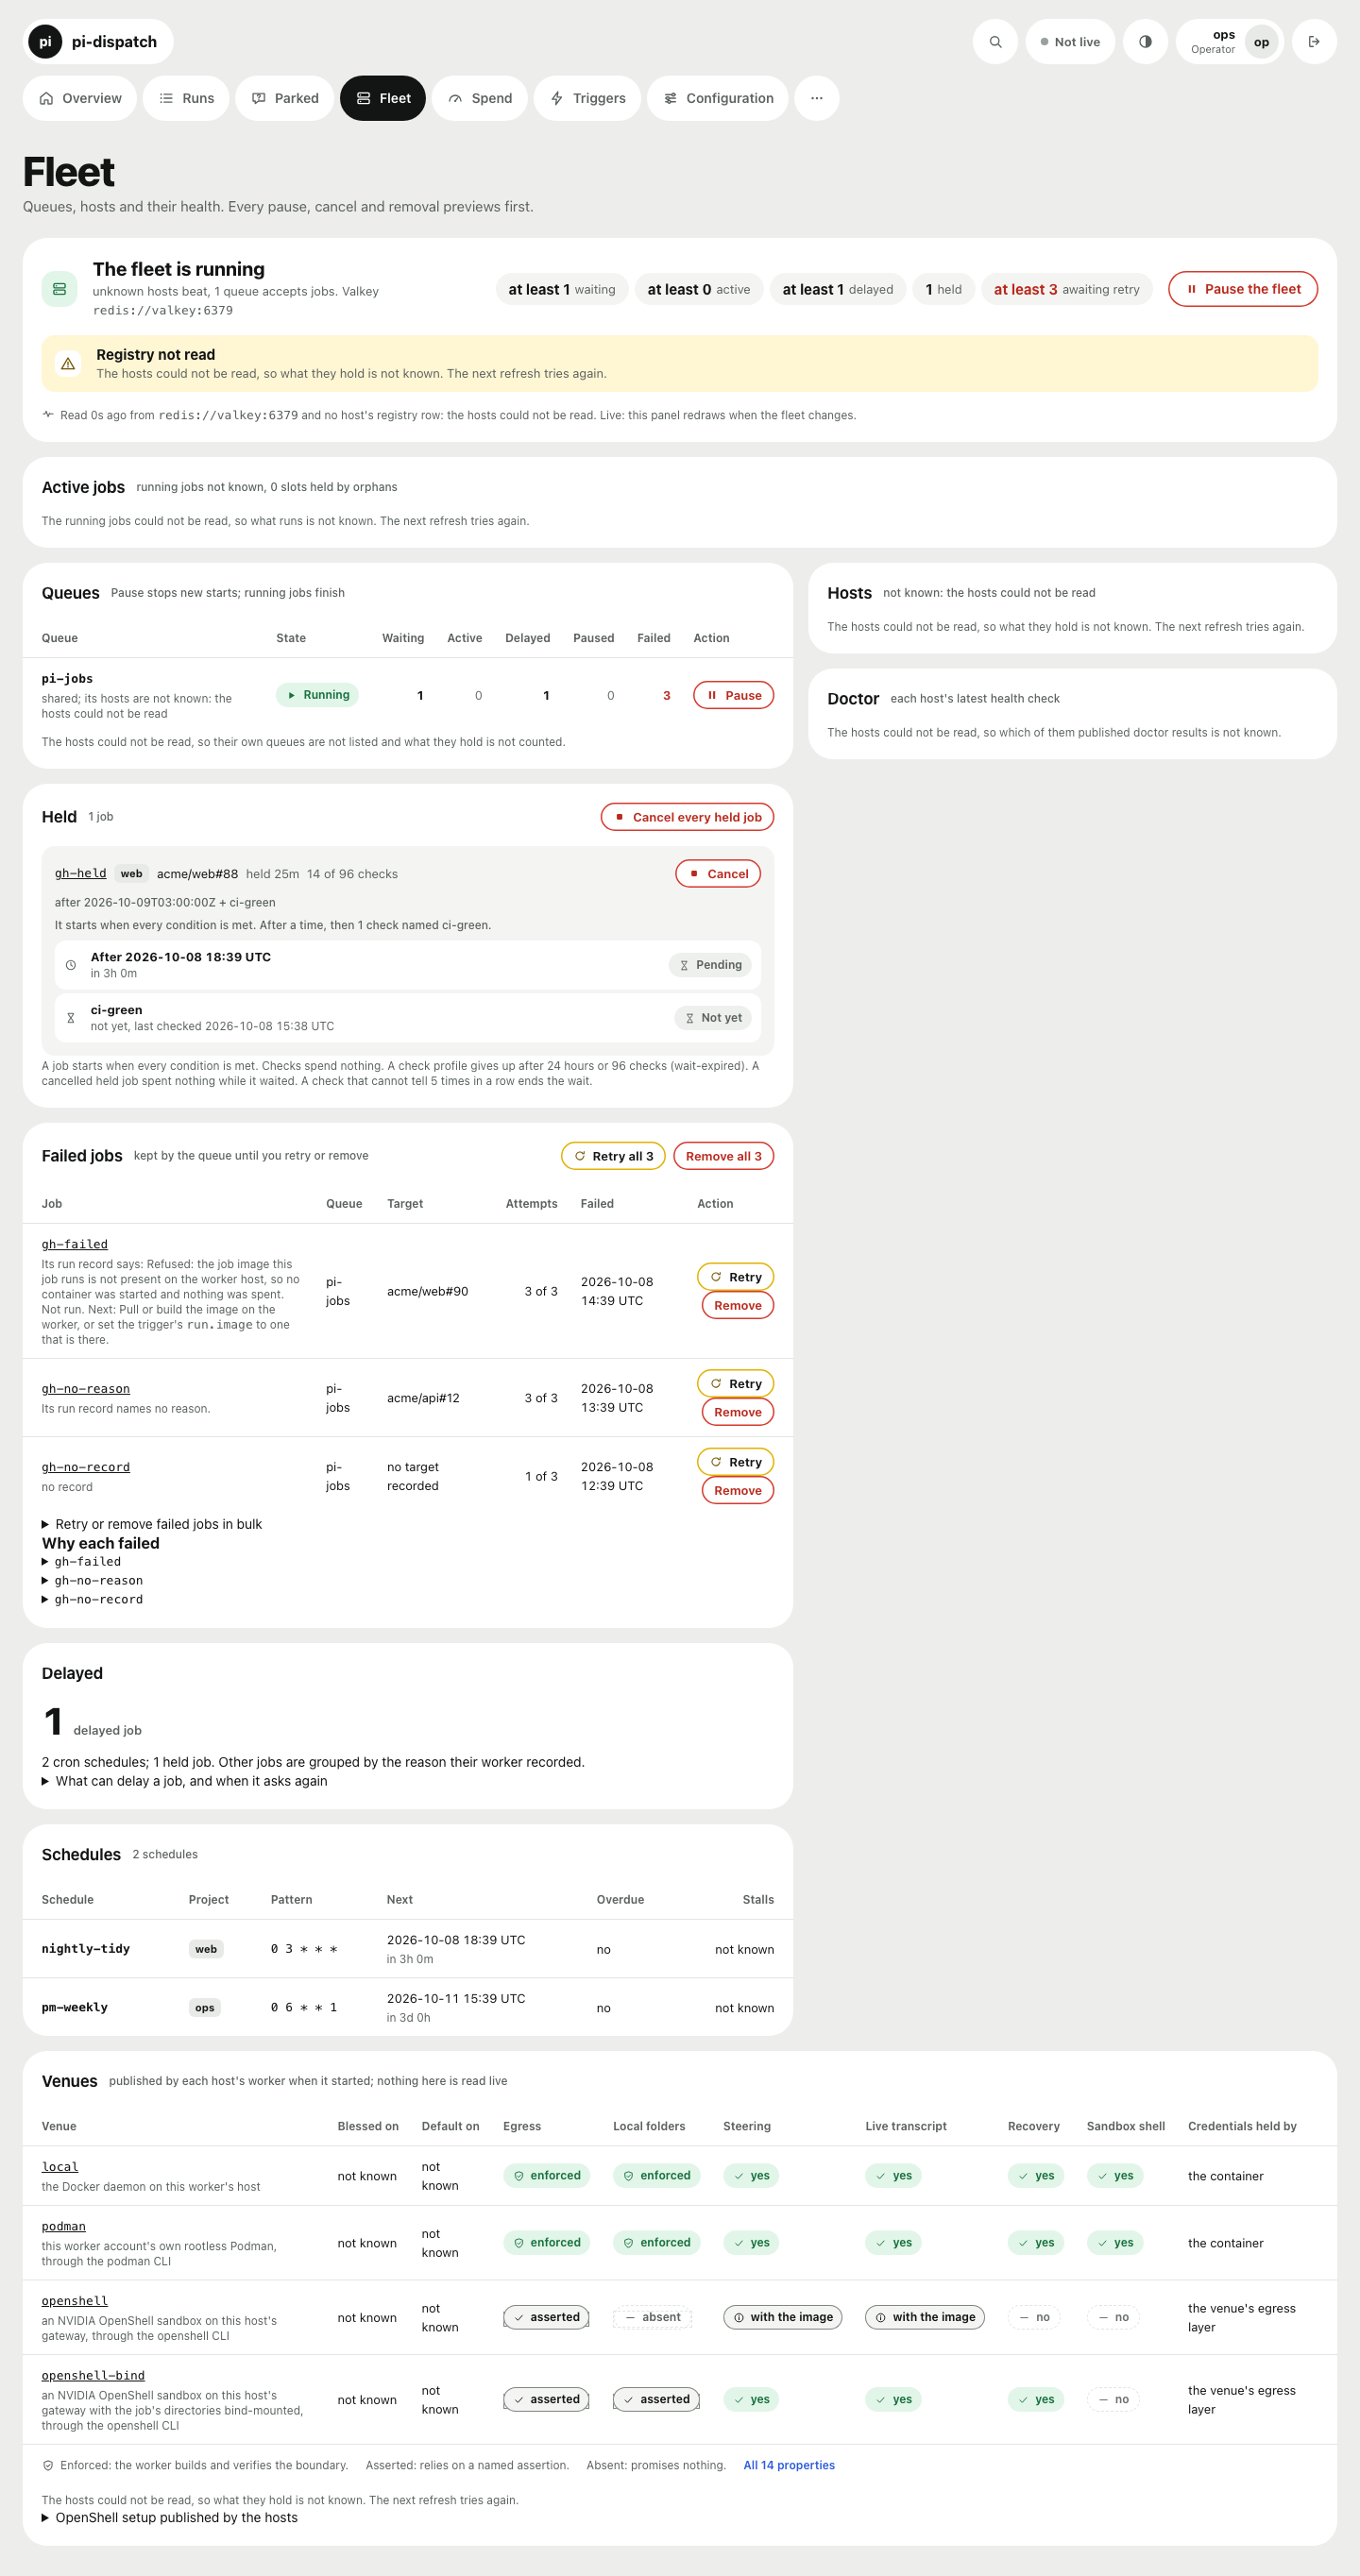 pi pi-dispatch
Not live
ops
Operator
op
Overview Runs Parked Fleet Spend Triggers Configuration ...
Fleet
Queues, hosts and their health. Every pause, cancel and removal previews first.
The fleet is running
unknown hosts beat, 1 queue accepts jobs. Valkey
redis://valkey:6379
at least 1 waiting at least 0 active at least 1 delayed 1 held at least 3 awaiting retry Pause the fleet
Registry not read
The hosts could not be read, so what they hold is not known. The next refresh tries again.
Read 0s ago from redis://valkey:6379 and no host's registry row: the hosts could not be read. Live: this panel redraws when the fleet changes.
Active jobs running jobs not known, 0 slots held by orphans
The running jobs could not be read, so what runs is not known. The next refresh tries again.
Queues Pause stops new starts; running jobs finish
Queue State Waiting Active Delayed Paused Failed Action
pi-jobs
shared; its hosts are not known: the
hosts could not be read
Running 1 0 1 0 3 Pause
The hosts could not be read, so their own queues are not listed and what they hold is not counted.
Hosts not known: the hosts could not be read
The hosts could not be read, so what they hold is not known. The next refresh tries again.
Doctor each host's latest health check
The hosts could not be read, so which of them published doctor results is not known.
Held 1 job Cancel every held job
gh-held web acme/web#88 held 25m 14 of 96 checks Cancel
after 2026-10-09T03:00:00Z + ci-green
It starts when every condition is met. After a time, then 1 check named ci-green.
After 2026-10-08 18:39 UTC
in 3h 0m
Pending
ci-green
not yet, last checked 2026-10-08 15:38 UTC
Not yet
A job starts when every condition is met. Checks spend nothing. A check profile gives up after 24 hours or 96 checks (wait-expired). A
cancelled held job spent nothing while it waited. A check that cannot tell 5 times in a row ends the wait.
Failed jobs kept by the queue until you retry or remove Retry all 3 Remove all 3
Job Queue Target Attempts Failed Action
gh-failed
Its run record says: Refused: the job image this
job runs is not present on the worker host, so no
container was started and nothing was spent.
Not run. Next: Pull or build the image on the
worker, or set the trigger's run.image to one
that is there.
pi-
jobs
acme/web#90
3 of 3
2026-10-08
14:39 UTC
Retry
Remove
gh-no-reason
Its run record names no reason.
pi-
jobs
acme/api#12
3 of 3
2026-10-08
13:39 UTC
Retry
Remove
gh-no-record
no record
pi-
jobs
no target
recorded
1 of 3
2026-10-08
12:39 UTC
Retry
Remove
Retry or remove failed jobs in bulk
Why each failed
gh-failed
gh-no-reason
gh-no-record
Delayed
1 delayed job
2 cron schedules; 1 held job. Other jobs are grouped by the reason their worker recorded.
What can delay a job, and when it asks again
Schedules 2 schedules
Schedule Project Pattern Next Overdue Stalls
nightly-tidy web 0 3 * * * 2026-10-08 18:39 UTC no not known
in 3h 0m
pm-weekly ops 0 6 * * 1 2026-10-11 15:39 UTC no not known
in 3d 0h
Venues published by each host's worker when it started; nothing here is read live
Venue Blessed on Default on Egress Local folders Steering Live transcript Recovery Sandbox shell Credentials held by
local
the Docker daemon on this worker's host
not known
not
known
enforced enforced yes yes yes yes the container
podman
this worker account's own rootless Podman,
through the podman CLI
not known
not
known
enforced enforced yes yes yes yes the container
openshell
an NVIDIA OpenShell sandbox on this host's
gateway, through the openshell CLI
not known
not
known
asserted absent with the image with the image no no
the venue's egress
layer
openshell-bind
an NVIDIA OpenShell sandbox on this host's
gateway with the job's directories bind-mounted,
through the openshell CLI
not known
not
known
asserted asserted yes yes yes no
the venue's egress
layer
Enforced: the worker builds and verifies the boundary. Asserted: relies on a named assertion. Absent: promises nothing. All 14 properties
The hosts could not be read, so what they hold is not known. The next refresh tries again.
OpenShell setup published by the hosts